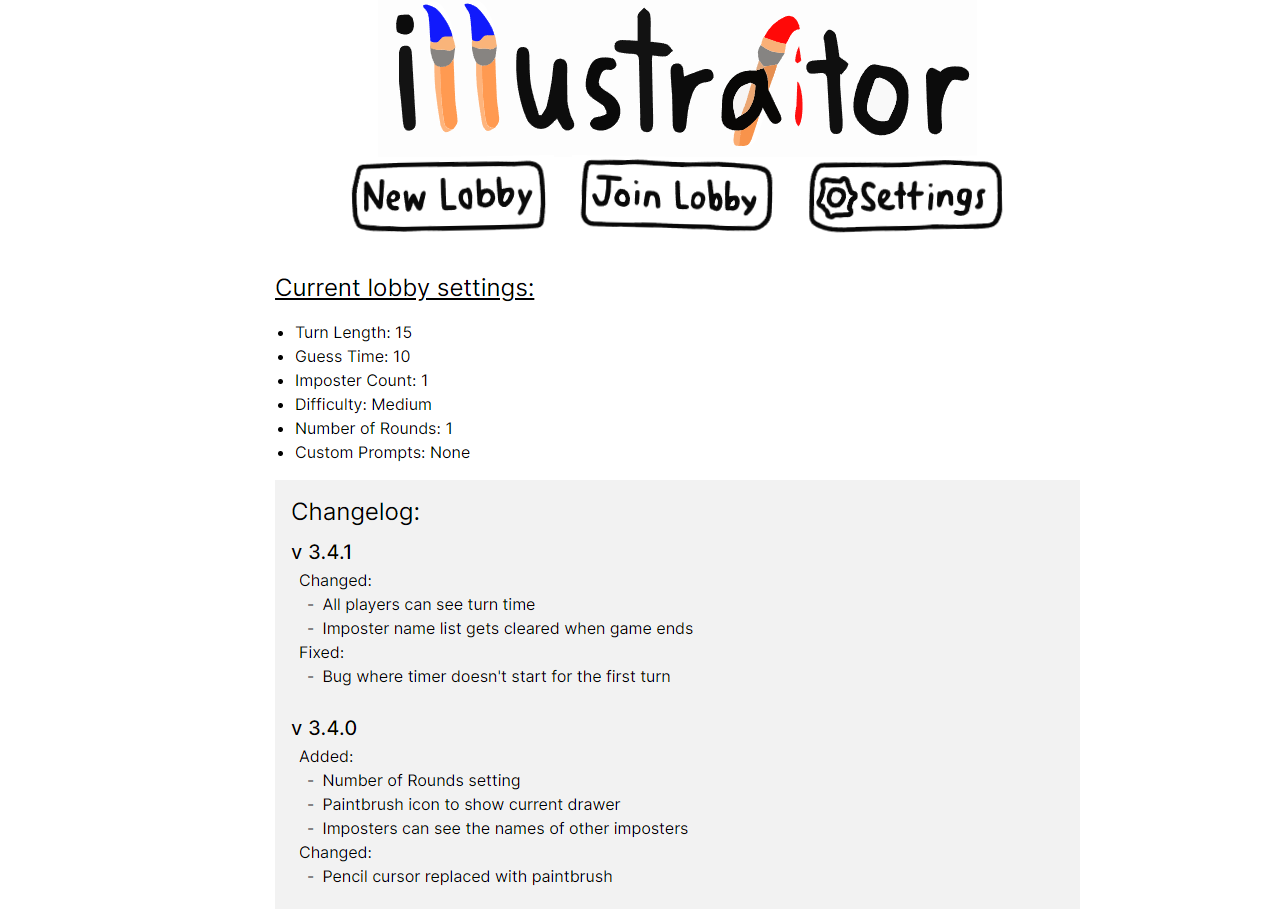 illustraitor
New Lobby
Join Lobby
Settings
Current lobby settings:
• Turn Length: 15
• Guess Time: 10
• Imposter Count: 1
• Difficulty: Medium
• Number of Rounds: 1
• Custom Prompts: None
Changelog:
v 3.4.1
Changed:
- All players can see turn time
- Imposter name list gets cleared when game ends
Fixed:
- Bug where timer doesn't start for the first turn
v 3.4.0
Added:
- Number of Rounds setting
- Paintbrush icon to show current drawer
- Imposters can see the names of other imposters
Changed:
- Pencil cursor replaced with paintbrush